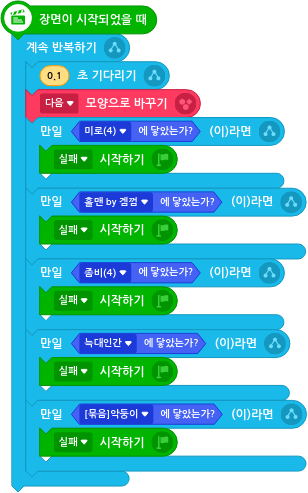 장면이 시작되었을 때
계속 반복하기
0.1 초 기다리기
다음 모양으로 바꾸기
만일 미로(4) 에 닿았는가? (이)라면
실패 시작하기
만일 홀맨 by 겜껌 에 닿았는가? (이)라면
실패 시작하기
만일 좀비(4) 에 닿았는가? (이)라면
실패 시작하기
만일 늑대인간 에 닿았는가? (이)라면
실패 시작하기
만일 [묶음]악동이 에 닿았는가? (이)라면
실패 시작하기